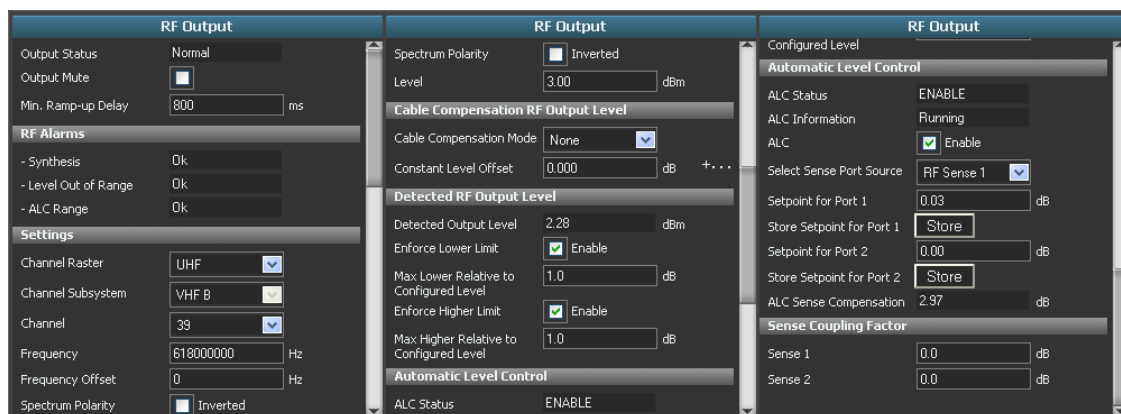 RF Output
Output Status Normal
Output Mute
Min. Ramp-up Delay 800 ms
RF Alarms
- Synthesis Ok
- Level Out of Range Ok
- ALC Range Ok
Settings
Channel Raster UHF
Channel Subsystem VHF B
Channel 39
Frequency 618000000 Hz
Frequency Offset 0 Hz
Spectrum Polarity Inverted
RF Output
Spectrum Polarity Inverted
Level 3.00 dBm
Cable Compensation RF Output Level
Cable Compensation Mode None
Constant Level Offset 0.000 dB +...
Detected RF Output Level
Detected Output Level 2.28 dBm
Enforce Lower Limit Enable
Max Lower Relative to
Configured Level 1.0 dB
Enforce Higher Limit Enable
Max Higher Relative to
Configured Level 1.0 dB
Automatic Level Control
ALC Status ENABLE
RF Output
Configured Level
Automatic Level Control
ALC Status ENABLE
ALC Information Running
ALC Enable
Select Sense Port Source RF Sense 1
Setpoint for Port 1 0.03 dB
Store Setpoint for Port 1 Store
Setpoint for Port 2 0.00 dB
Store Setpoint for Port 2 Store
ALC Sense Compensation 2.97 dB
Sense Coupling Factor
Sense 1 0.0 dB
Sense 2 0.0 dB